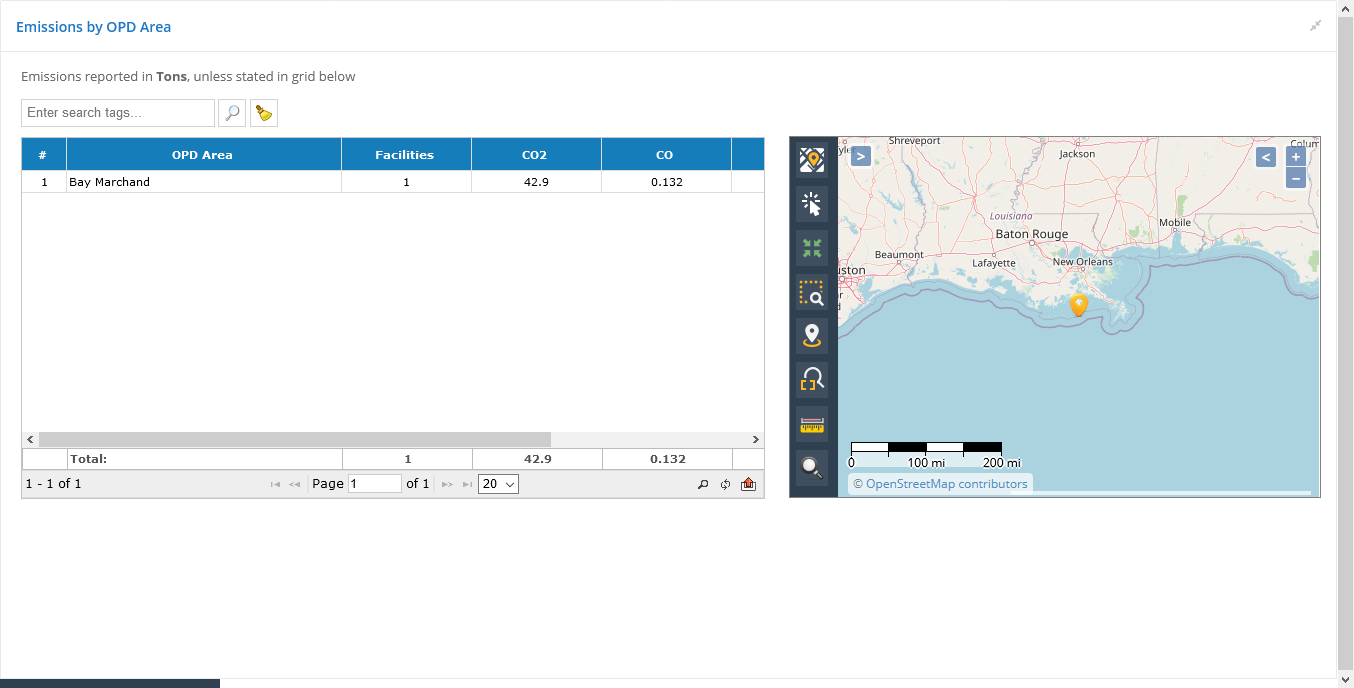 Emissions by OPD Area
Emissions reported in Tons, unless stated in grid below
Enter search tags...
# OPD Area Facilities CO2 CO
1 Bay Marchand 1 42.9 0.132
Total: 1 42.9 0.132
1 - 1 of 1 Page 1 of 1 20
Shreveport
Jackson
Louisiana
Baton Rouge
Mobile
Beaumont
Lafayette
New Orleans
uston
0 100 mi 200 mi
© OpenStreetMap contributors